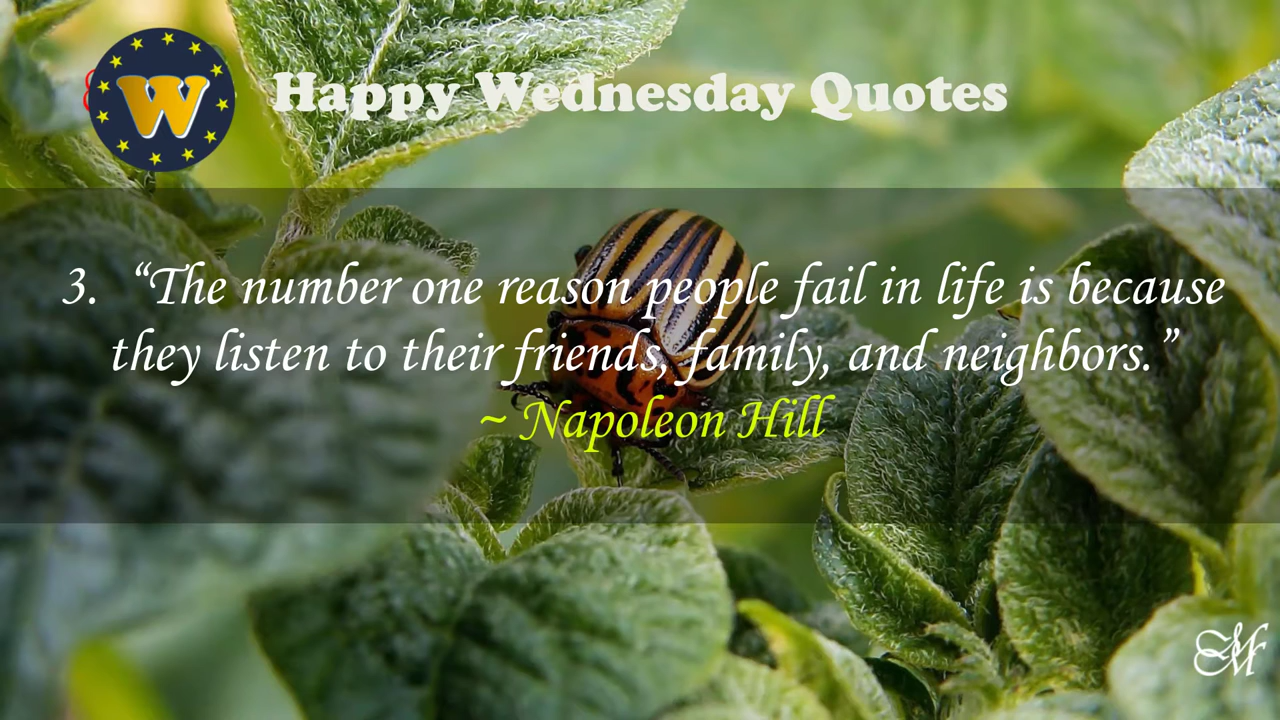 W
Happy Wednesday Quotes
3. “The number one reason people fail in life is because
they listen to their friends, family, and neighbors.”
~ Napoleon Hill